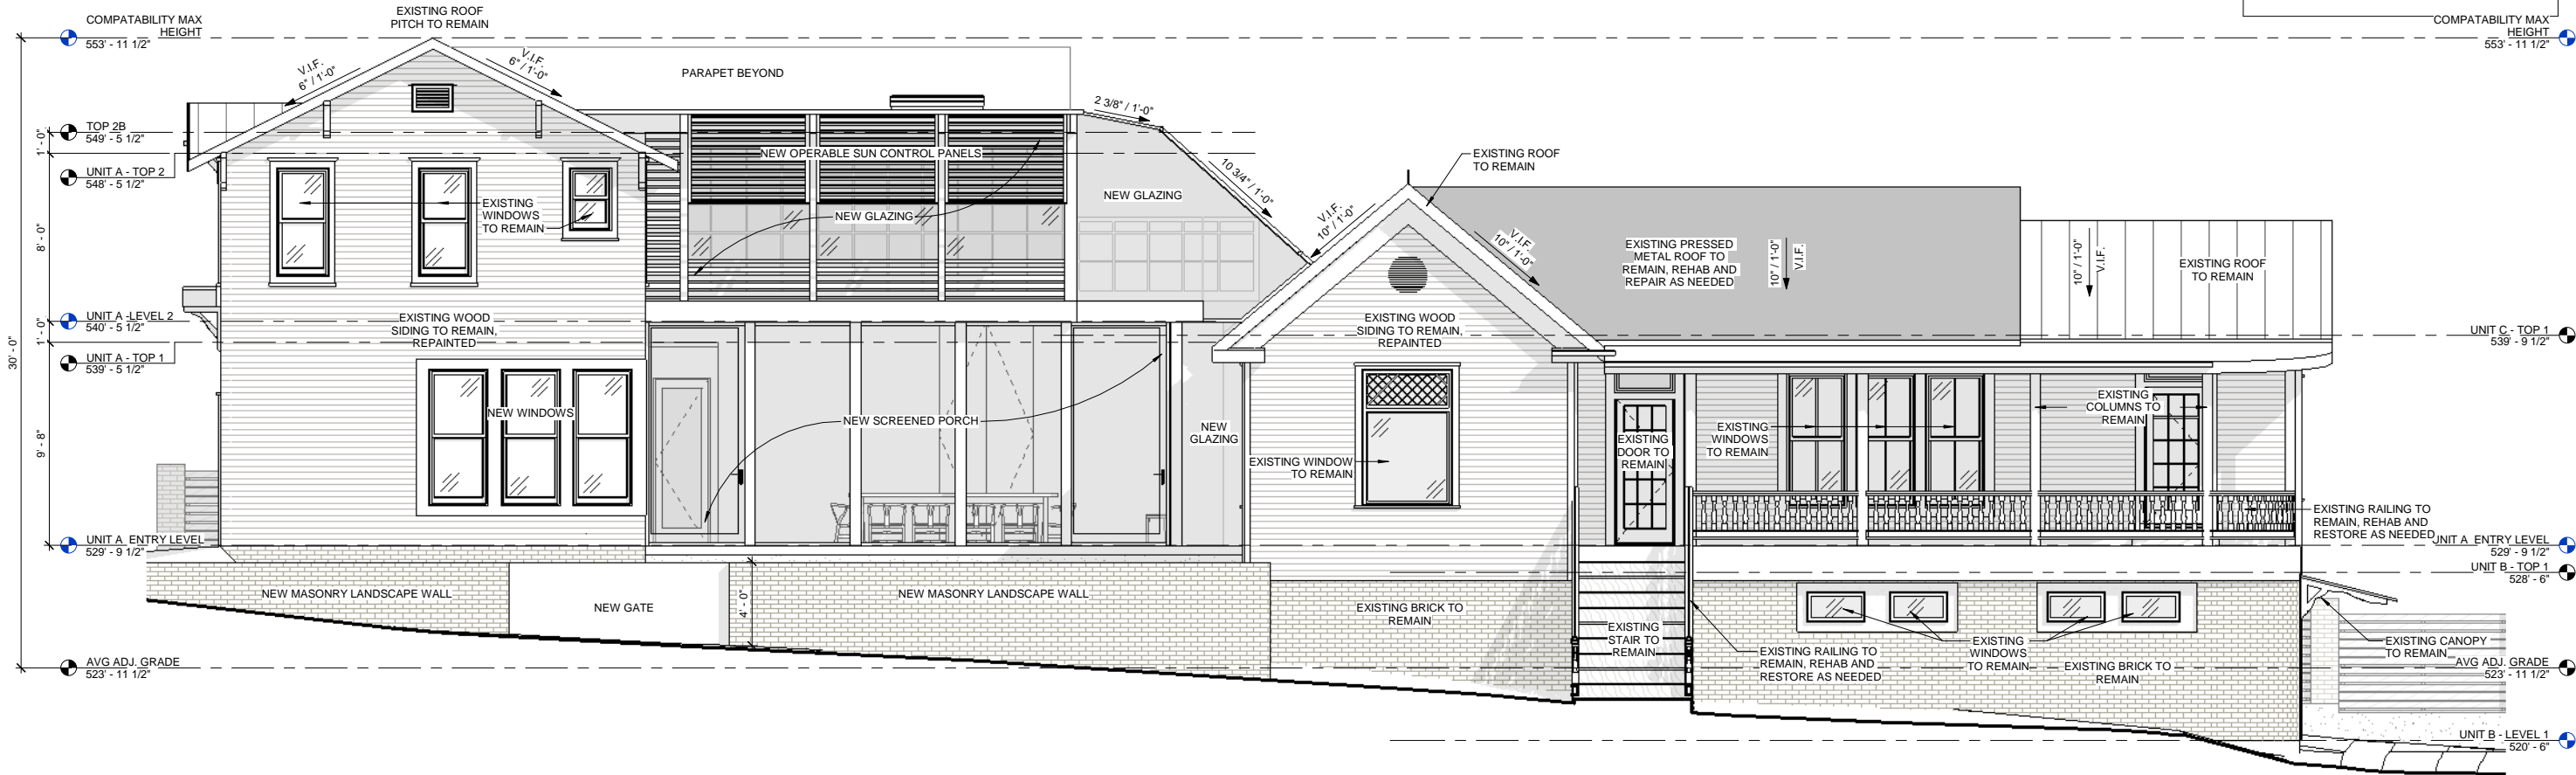 COMPATABILITY MAX
HEIGHT
553' - 11 1/2"
EXISTING ROOF
PITCH TO REMAIN
COMPATABILITY MAX
HEIGHT
553' - 11 1/2"
V.I.F.
6" / 1'-0"
V.I.F.
6" / 1'-0"
PARAPET BEYOND
2 3/8" / 1'-0"
TOP 2B
549' - 5 1/2"
1' - 0"
UNIT A - TOP 2
548' - 5 1/2"
NEW OPERABLE SUN CONTROL PANELS
10 3/4" / 1'-0"
EXISTING ROOF
TO REMAIN
EXISTING
WINDOWS
TO REMAIN
NEW GLAZING
NEW GLAZING
V.I.F.
10" / 1'-0"
V.I.F.
10" / 1'-0"
8' - 0"
EXISTING PRESSED
METAL ROOF TO
REMAIN, REHAB AND
REPAIR AS NEEDED
10" / 1'-0"
V.I.F.
10" / 1'-0"
V.I.F.
EXISTING ROOF
TO REMAIN
UNIT A -LEVEL 2
540' - 5 1/2"
1' - 0"
EXISTING WOOD
SIDING TO REMAIN,
REPAINTED
EXISTING WOOD
SIDING TO REMAIN,
REPAINTED
UNIT C - TOP 1
539' - 9 1/2"
30' - 0"
UNIT A - TOP 1
539' - 5 1/2"
NEW WINDOWS
NEW SCREENED PORCH
NEW
GLAZING
EXISTING WINDOW
TO REMAIN
EXISTING
DOOR TO
REMAIN
EXISTING
WINDOWS
TO REMAIN
EXISTING
COLUMNS TO
REMAIN
9' - 8"
EXISTING RAILING TO
REMAIN, REHAB AND
RESTORE AS NEEDED
UNIT A ENTRY LEVEL
529' - 9 1/2"
UNIT A ENTRY LEVEL
529' - 9 1/2"
UNIT B - TOP 1
528' - 6"
NEW MASONRY LANDSCAPE WALL
NEW GATE
4' - 0"
NEW MASONRY LANDSCAPE WALL
EXISTING BRICK TO
REMAIN
EXISTING
STAIR TO
REMAIN
EXISTING RAILING TO
REMAIN, REHAB AND
RESTORE AS NEEDED
EXISTING
WINDOWS
TO REMAIN
EXISTING BRICK TO
REMAIN
EXISTING CANOPY
TO REMAIN
AVG ADJ. GRADE
523' - 11 1/2"
AVG ADJ. GRADE
523' - 11 1/2"
UNIT B - LEVEL 1
520' - 6"